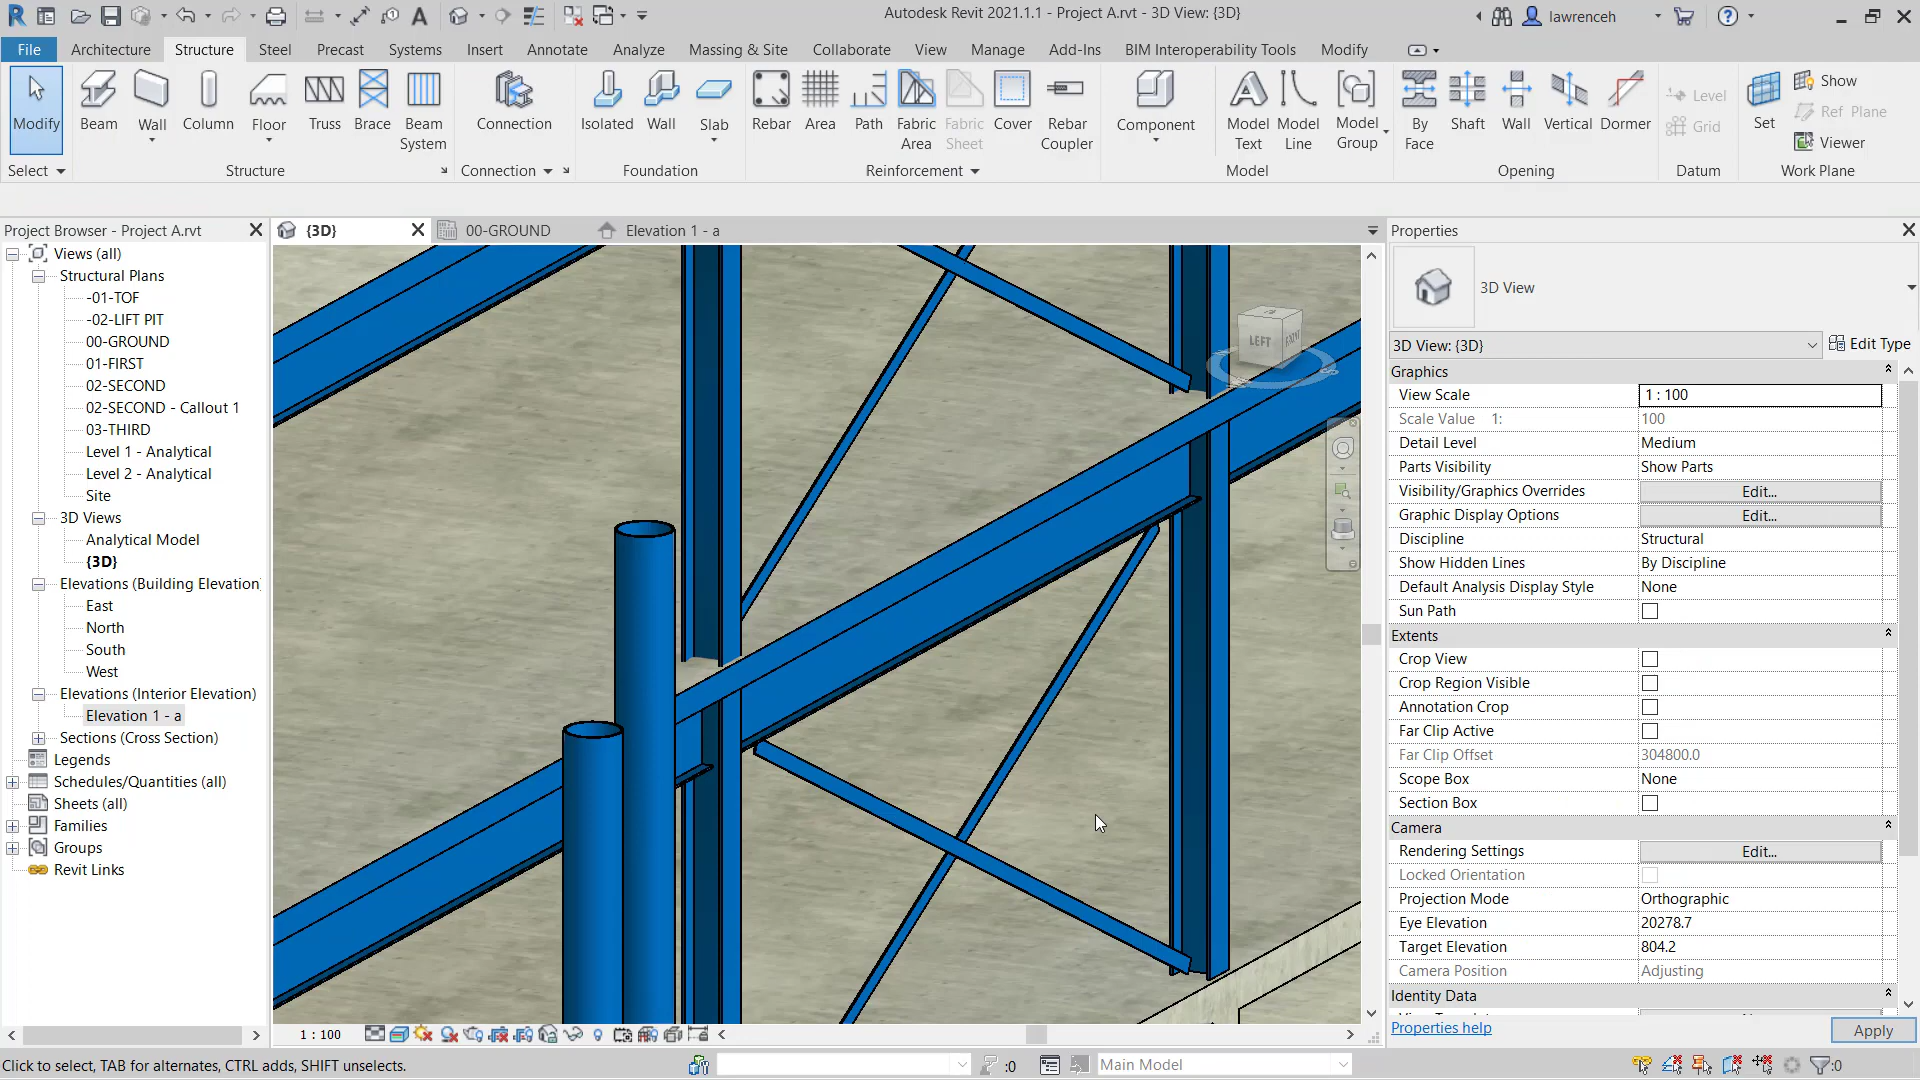 Autodesk Revit 2021.1.1 - Project A.rvt - 3D View: {3D}
lawrenceh
File
Architecture
Structure
Steel
Precast
Systems
Insert
Annotate
Analyze
Massing & Site
Collaborate
View
Manage
Add-Ins
BIM Interoperability Tools
Modify
Modify
Beam
Wall
Column
Floor
Truss
Brace
Beam
System
Connection
Isolated
Wall
Slab
Rebar
Area
Path
Fabric
Area
Fabric
Sheet
Cover
Rebar
Coupler
Component
Model
Text
Model
Line
Model
Group
By
Face
Shaft
Wall
Vertical
Dormer
Level
Grid
Set
Show
Ref Plane
Viewer
Select
Structure
Connection
Foundation
Reinforcement
Model
Opening
Datum
Work Plane
Project Browser - Project A.rvt
Views (all)
Structural Plans
-01-TOF
-02-LIFT PIT
00-GROUND
01-FIRST
02-SECOND
02-SECOND - Callout 1
03-THIRD
Level 1 - Analytical
Level 2 - Analytical
Site
3D Views
Analytical Model
{3D}
Elevations (Building Elevation)
East
North
South
West
Elevations (Interior Elevation)
Elevation 1 - a
Sections (Cross Section)
Legends
Schedules/Quantities (all)
Sheets (all)
Families
Groups
Revit Links
{3D}
00-GROUND
Elevation 1 - a
LEFT
Properties
3D View
3D View: {3D}
Edit Type
Graphics
View Scale 1 : 100
Scale Value 1: 100
Detail Level Medium
Parts Visibility Show Parts
Visibility/Graphics Overrides Edit...
Graphic Display Options Edit...
Discipline Structural
Show Hidden Lines By Discipline
Default Analysis Display Style None
Sun Path
Extents
Crop View
Crop Region Visible
Annotation Crop
Far Clip Active
Far Clip Offset 304800.0
Scope Box None
Section Box
Camera
Rendering Settings Edit...
Locked Orientation
Projection Mode Orthographic
Eye Elevation 20278.7
Target Elevation 804.2
Camera Position Adjusting
Identity Data
Properties help
Apply
1 : 100
Click to select, TAB for alternates, CTRL adds, SHIFT unselects.
:0
Main Model
:0